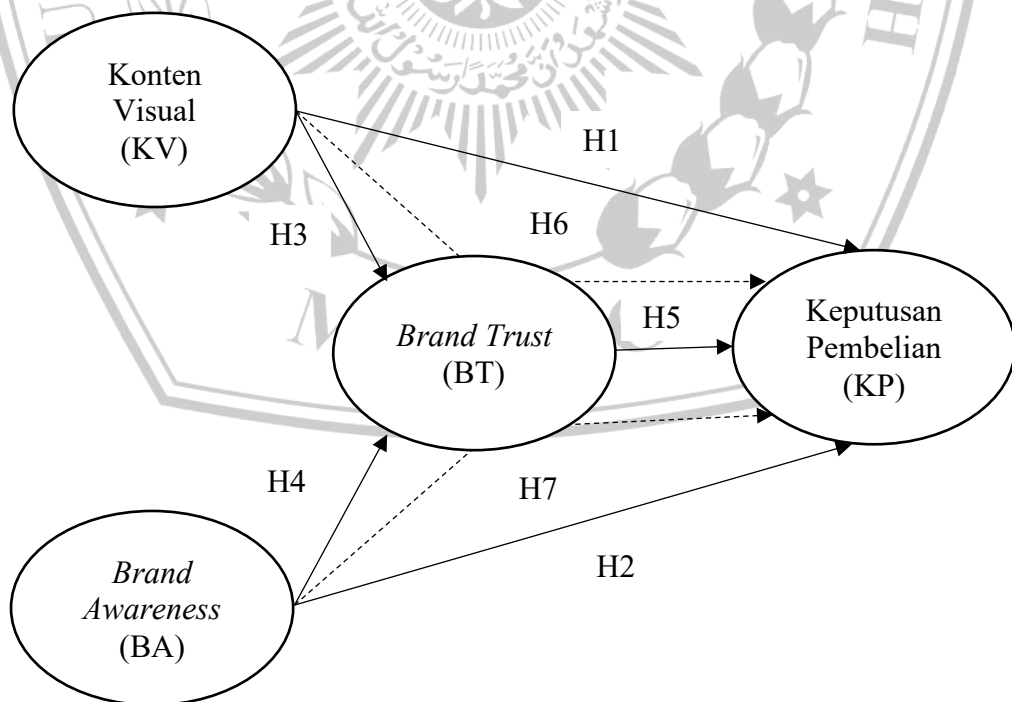 Konten
Visual
(KV)
H1
H3
H6
Brand Trust
(BT)
H5
Keputusan
Pembelian
(KP)
H4
H7
H2
Brand
Awareness
(BA)